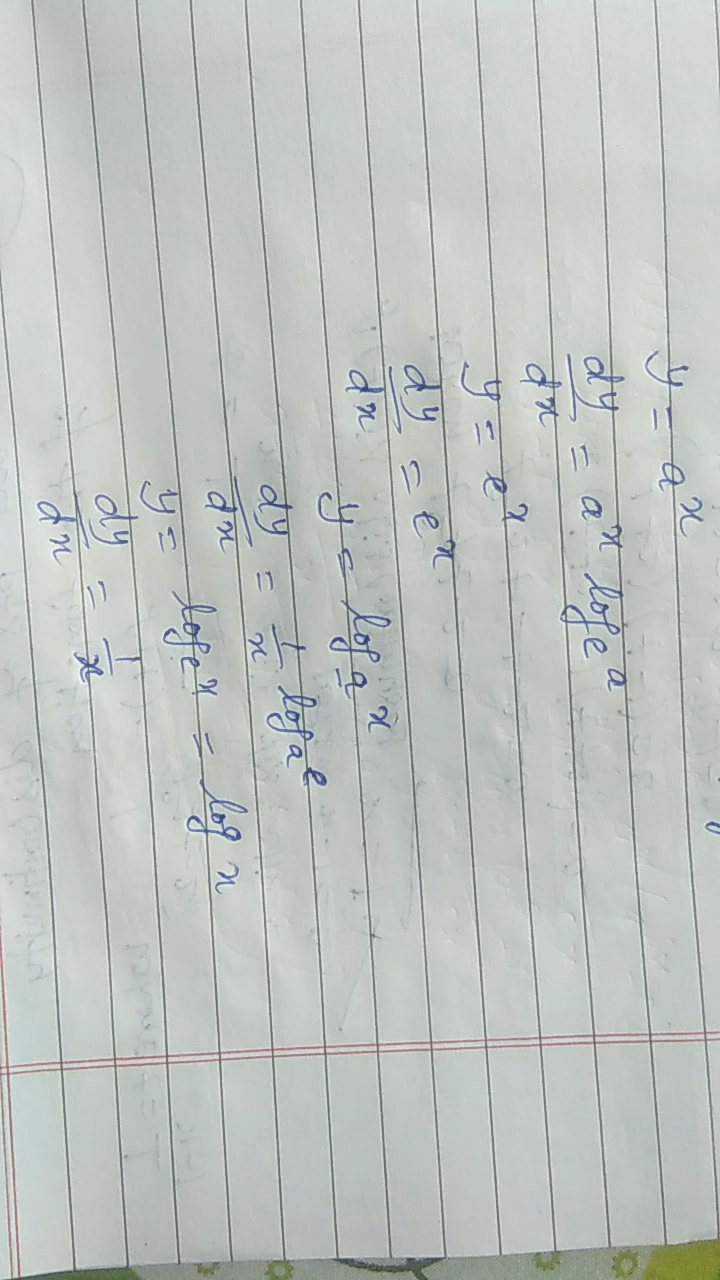 y = a^x
dy/dx = a^x log_e a
y = e^x
dy/dx = e^x
y = log_a x
dy/dx = 1/x log_a e
y = log_e x = log x
dy/dx = 1/x